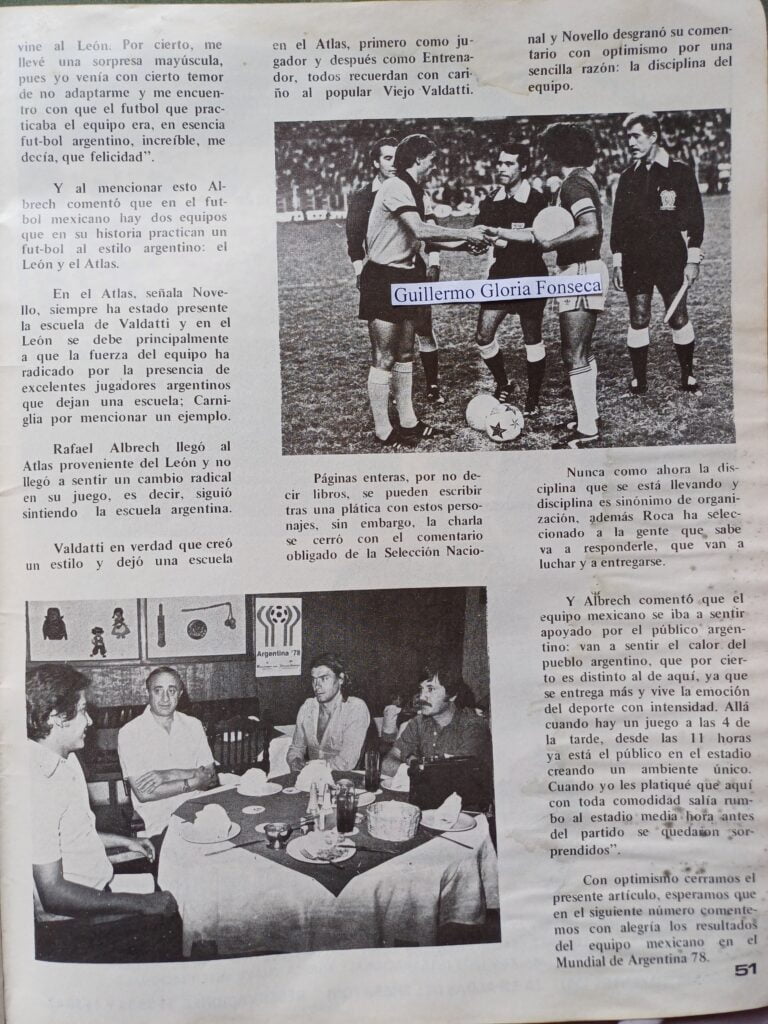 vine al León. Por cierto, me
llevé una sorpresa mayúscula,
pues yo venía con cierto temor
de no adaptarme y me encuen-
tro con que el futbol que prac-
ticaba el equipo era, en esencia
fut-bol argentino, increíble, me
decía, que felicidad".
Y al mencionar esto Al-
brech comentó que en el fut-
bol mexicano hay dos equipos
que en su historia practican un
fut-bol al estilo argentino: el
León y el Atlas.
En el Atlas, señala Nove-
llo, siempre ha estado presente
la escuela de Valdatti y en el
León se debe principalmente
a que la fuerza del equipo ha
radicado por la presencia de
excelentes jugadores argentinos
que dejan una escuela; Carni-
glia por mencionar un ejemplo.
Rafael Albrech llegó al
Atlas proveniente del León y no
llegó a sentir un cambio radical
en su juego, es decir, siguió
sintiendo la escuela argentina.
Valdatti en verdad que creó
un estilo y dejó una escuela
en el Atlas, primero como ju-
gador y después como Entrena-
dor, todos recuerdan con cari-
ño al popular Viejo Valdatti.
Guillermo Gloria Fonseca
Páginas enteras, por no de-
cir libros, se pueden escribir
tras una plática con estos perso-
najes, sin embargo, la charla
se cerró con el comentario
obligado de la Selección Nacio-
nal y Novello desgranó su comen-
tario con optimismo por una
sencilla razón: la disciplina del
equipo.
Nunca como ahora la dis-
ciplina que se está llevando y
disciplina es sinónimo de organi-
zación, además Roca ha selec-
cionado a la gente que sabe
va a responderle, que van a
luchar y a entregarse.
Y Albrech comentó que el
equipo mexicano se iba a sentir
apoyado por el público argen-
tino: van a sentir el calor del
pueblo argentino, que por cier-
to es distinto al de aquí, ya que
se entrega más y vive la emoción
del deporte con intensidad. Allá
cuando hay un juego a las 4 de
la tarde, desde las 11 horas
ya está el público en el estadio
creando un ambiente único.
Cuando yo les platiqué que aquí
con toda comodidad salía rum-
bo al estadio media hora antes
del partido se quedaron sor-
prendidos".
Con optimismo cerramos el
presente artículo, esperamos que
en el siguiente número comente-
mos con alegría los resultados
del equipo mexicano en el
Mundial de Argentina 78.
Argentina '78
51